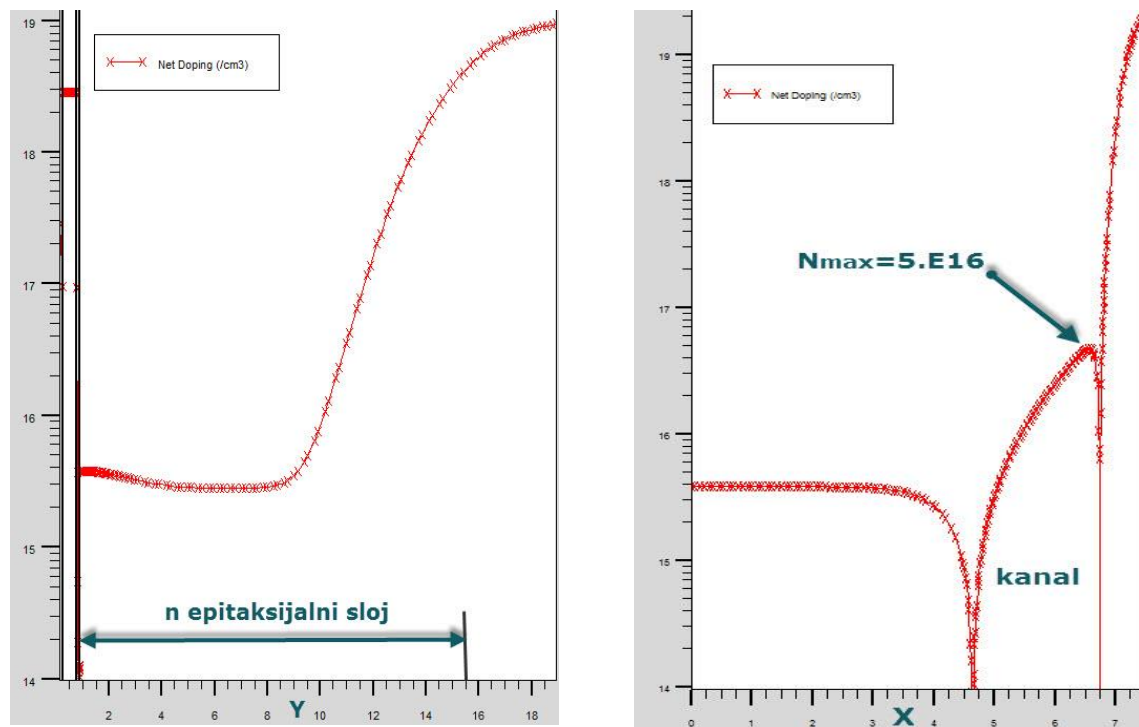 19
18
17
16
15
14
Net Doping (/cm3)
n epitaksijalni sloj
2 4 6 8 10 12 14 16 18
Y
19
18
17
16
15
14
Net Doping (/cm3)
Nmax=5.E16
kanal
0 1 2 3 4 5 6 7
X